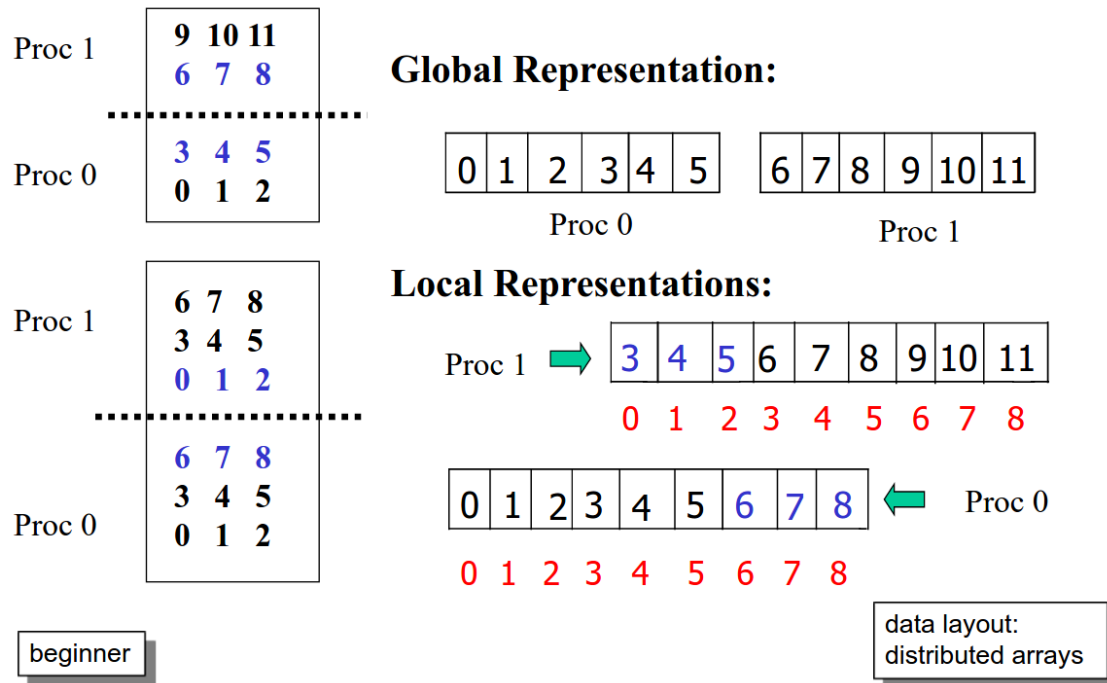 Proc 1
9 10 11
6 7 8
Proc 0
3 4 5
0 1 2
Global Representation:
0 1 2 3 4 5
Proc 0
6 7 8 9 10 11
Proc 1
Proc 1
6 7 8
3 4 5
0 1 2
Proc 0
6 7 8
3 4 5
0 1 2
Local Representations:
Proc 1
3 4 5 6 7 8 9 10 11
0 1 2 3 4 5 6 7 8
0 1 2 3 4 5 6 7 8
Proc 0
0 1 2 3 4 5 6 7 8
beginner
data layout:
distributed arrays